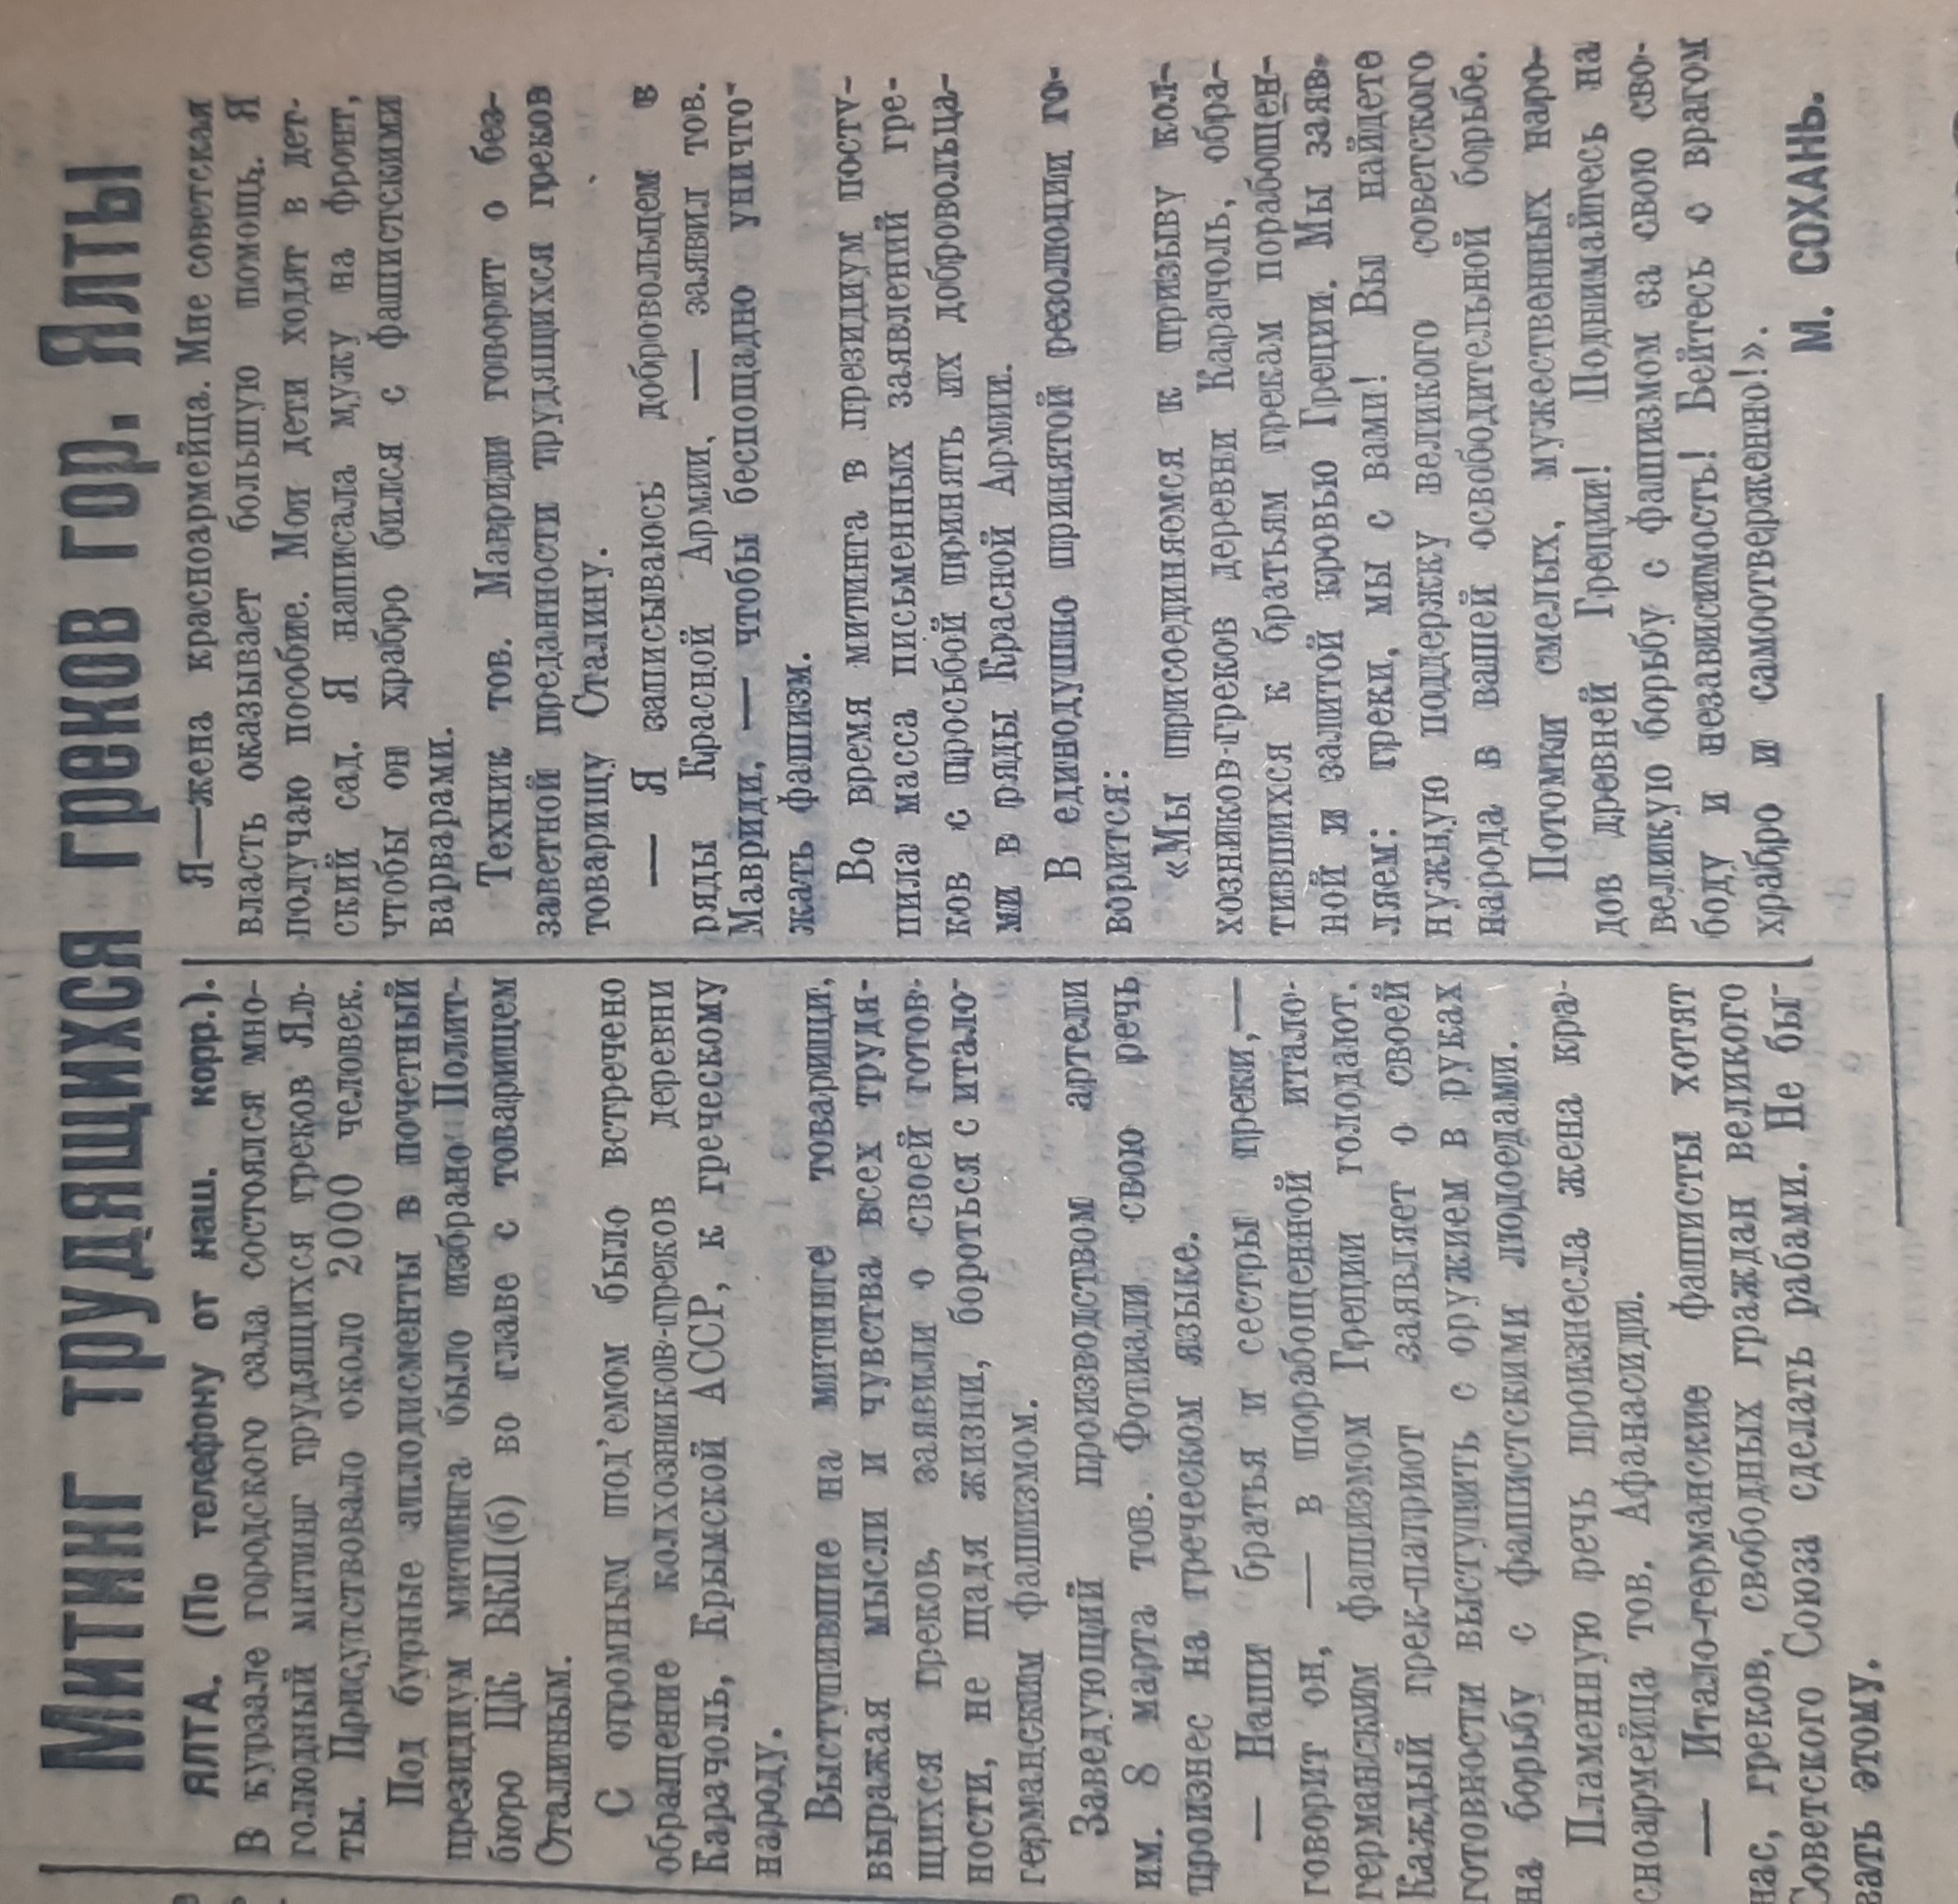 Митинг трудящихся греков гор. Ялты
ЯЛТА. (По телефону от наш. корр.).
В курзале городского сада состоялся мно-
голюдный митинг трудящихся греков Ял-
ты. Присутствовало около 2000 человек.
Под бурные апплодисменты в почетный
президиум митинга было избрано Полит-
бюро ЦК ВКП(б) во главе с товарищем
Сталиным.
С огромным под'емом было встречено
обращение колхозников-греков деревни
Карачоль, Крымской АССР, к греческому
народу.
Выступившие на митинге товарищи,
выражая мысли и чувства всех трудя-
щихся греков, заявили о своей готов-
ности, не щадя жизни, бороться с итало-
германским фашизмом.
Заведующий производством артели
им. 8 марта тов. Фотиади свою речь
произнес на греческом языке.
— Наши братья и сестры греки,—
говорит он, — в порабощенной итало-
германским фашизмом Греции голодают.
Каждый грек-патриот заявляет о своей
готовности выступить с оружием в руках
на борьбу с фашистскими людоедами.
Пламенную речь произнесла жена кра-
сноармейца тов. Афанасиди.
— Итало-германские фашисты хотят
нас, греков, свободных граждан великого
Советского Союза сделать рабами. Не бы-
вать этому.
Я—жена красноармейца. Мне советская
власть оказывает большую помощь. Я
получаю пособие. Мои дети ходят в дет-
ский сад. Я написала мужу на фронт,
чтобы он храбро бился с фашистскими
варварами.
Техник тов. Мавриди говорит о без-
заветной преданности трудящихся греков
товарищу Сталину.
— Я записываюсь добровольцем в
ряды Красной Армии, — заявил тов.
Мавриди, — чтобы беспощадно уничто-
жать фашизм.
Во время митинга в президиум посту-
пила масса письменных заявлений гре-
ков с просьбой принять их добровольца-
ми в ряды Красной Армии.
В единодушно принятой резолюции го-
ворится:
«Мы присоединяемся к призыву кол-
хозников-греков деревни Карачоль, обра-
тившихся к братьям грекам порабощен-
ной и залитой кровью Греции. Мы заяв-
ляем: греки, мы с вами! Вы найдете
нужную поддержку великого советского
народа в вашей освободительной борьбе.
Потомки смелых, мужественных наро-
дов древней Греции! Поднимайтесь на
великую борьбу с фашизмом за свою сво-
боду и независимость! Бейтесь с врагом
храбро и самоотверженно!».
М. СОХАНЬ.